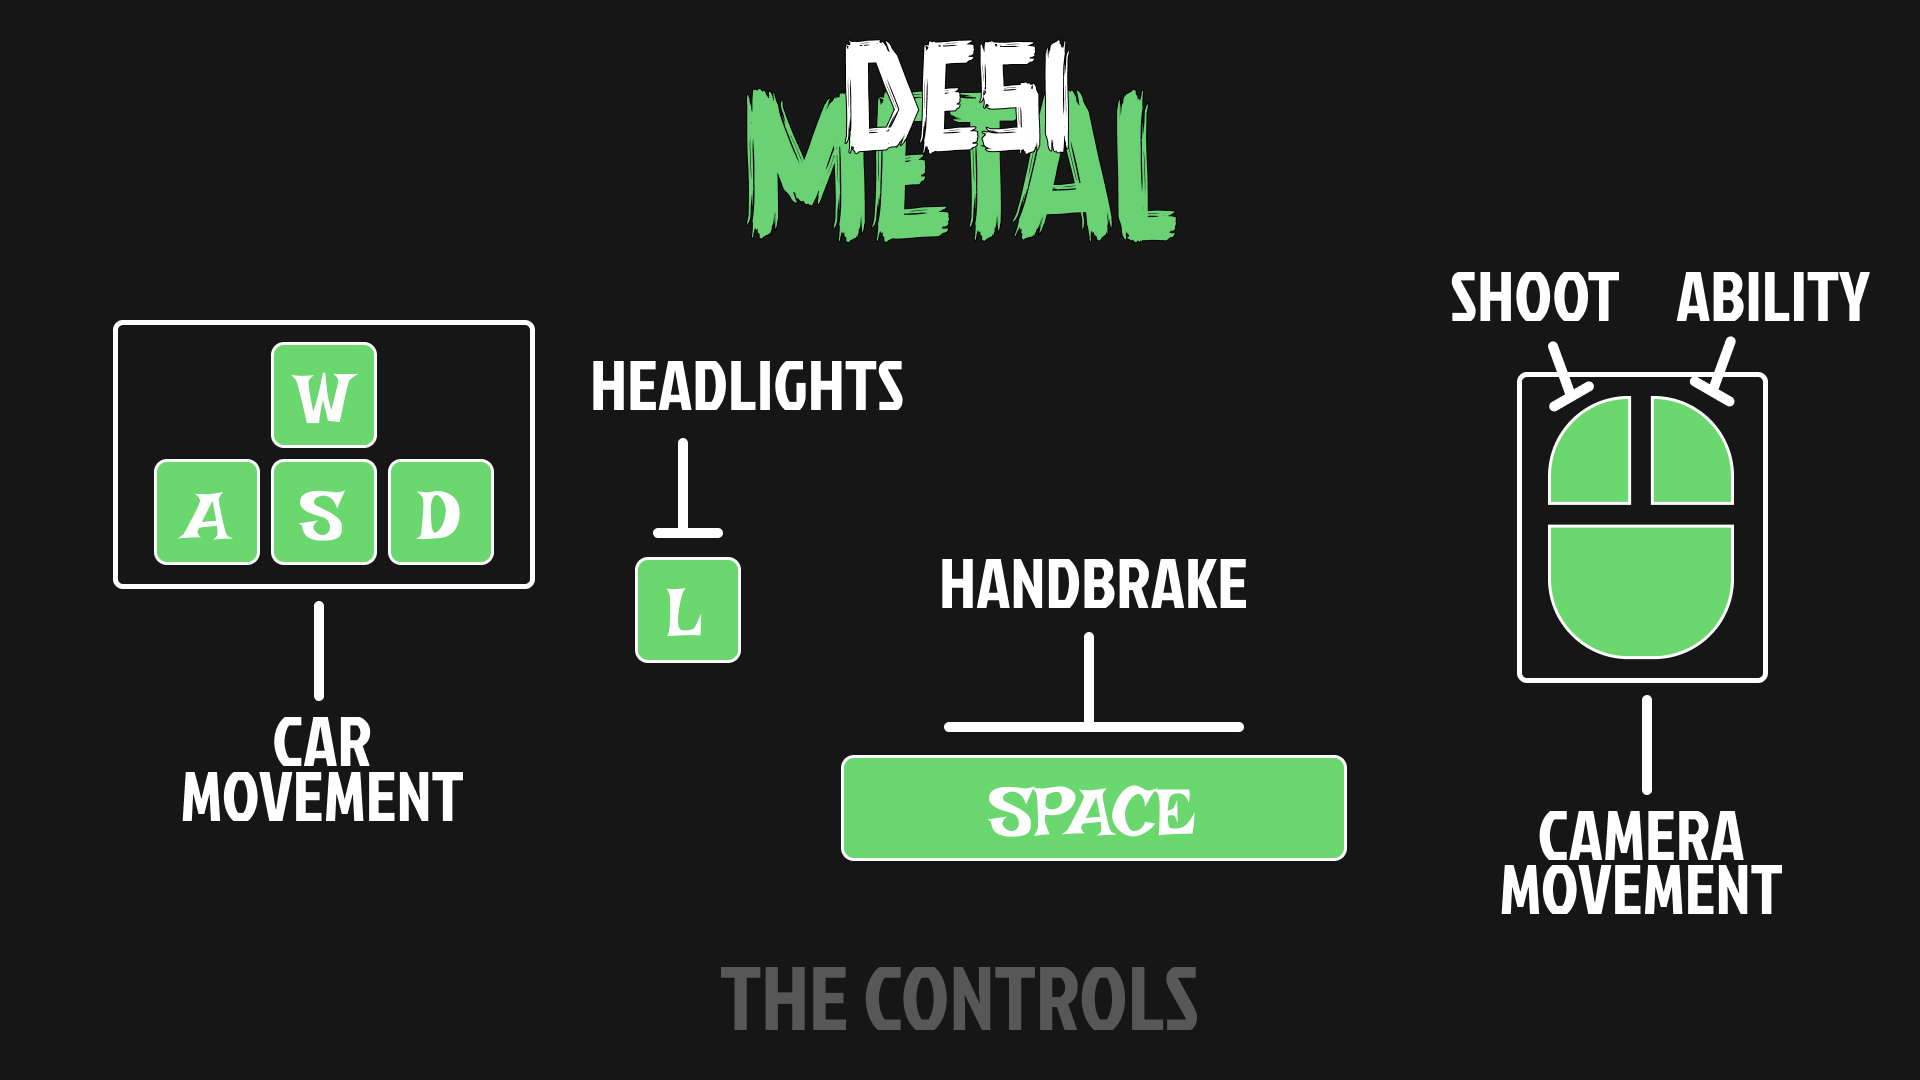 DESI
METAL
SHOOT
ABILITY
W
A S D
HEADLIGHTS
L
HANDBRAKE
SPACE
CAR
MOVEMENT
CAMERA
MOVEMENT
THE CONTROLS